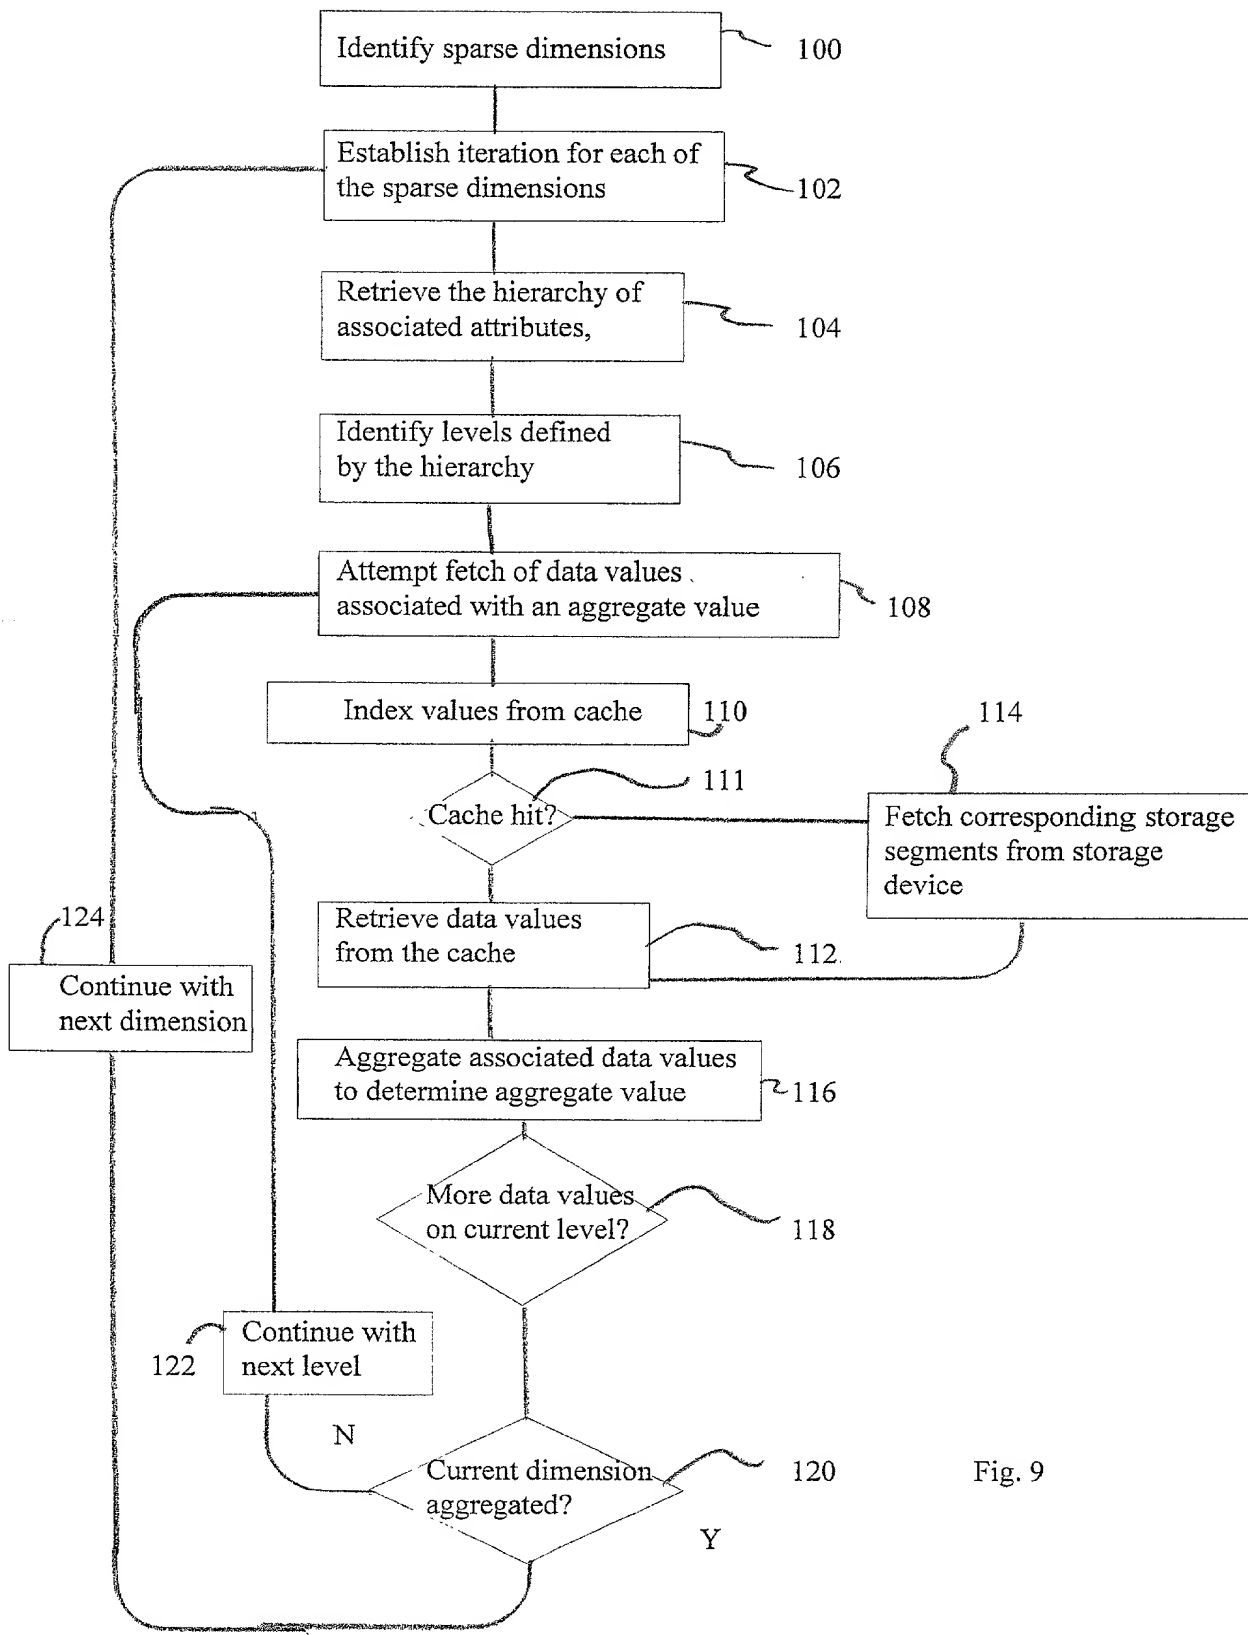 Identify sparse dimensions
100
Establish iteration for each of
the sparse dimensions
102
Retrieve the hierarchy of
associated attributes,
104
Identify levels defined
by the hierarchy
106
Attempt fetch of data values
associated with an aggregate value
108
Index values from cache
110
114
111
Cache hit?
Fetch corresponding storage
segments from storage
device
Retrieve data values
from the cache
112
124
Continue with
next dimension
Aggregate associated data values
to determine aggregate value
116
More data values
on current level?
118
Continue with
next level
122
N
Current dimension
aggregated?
120
Y
Fig. 9